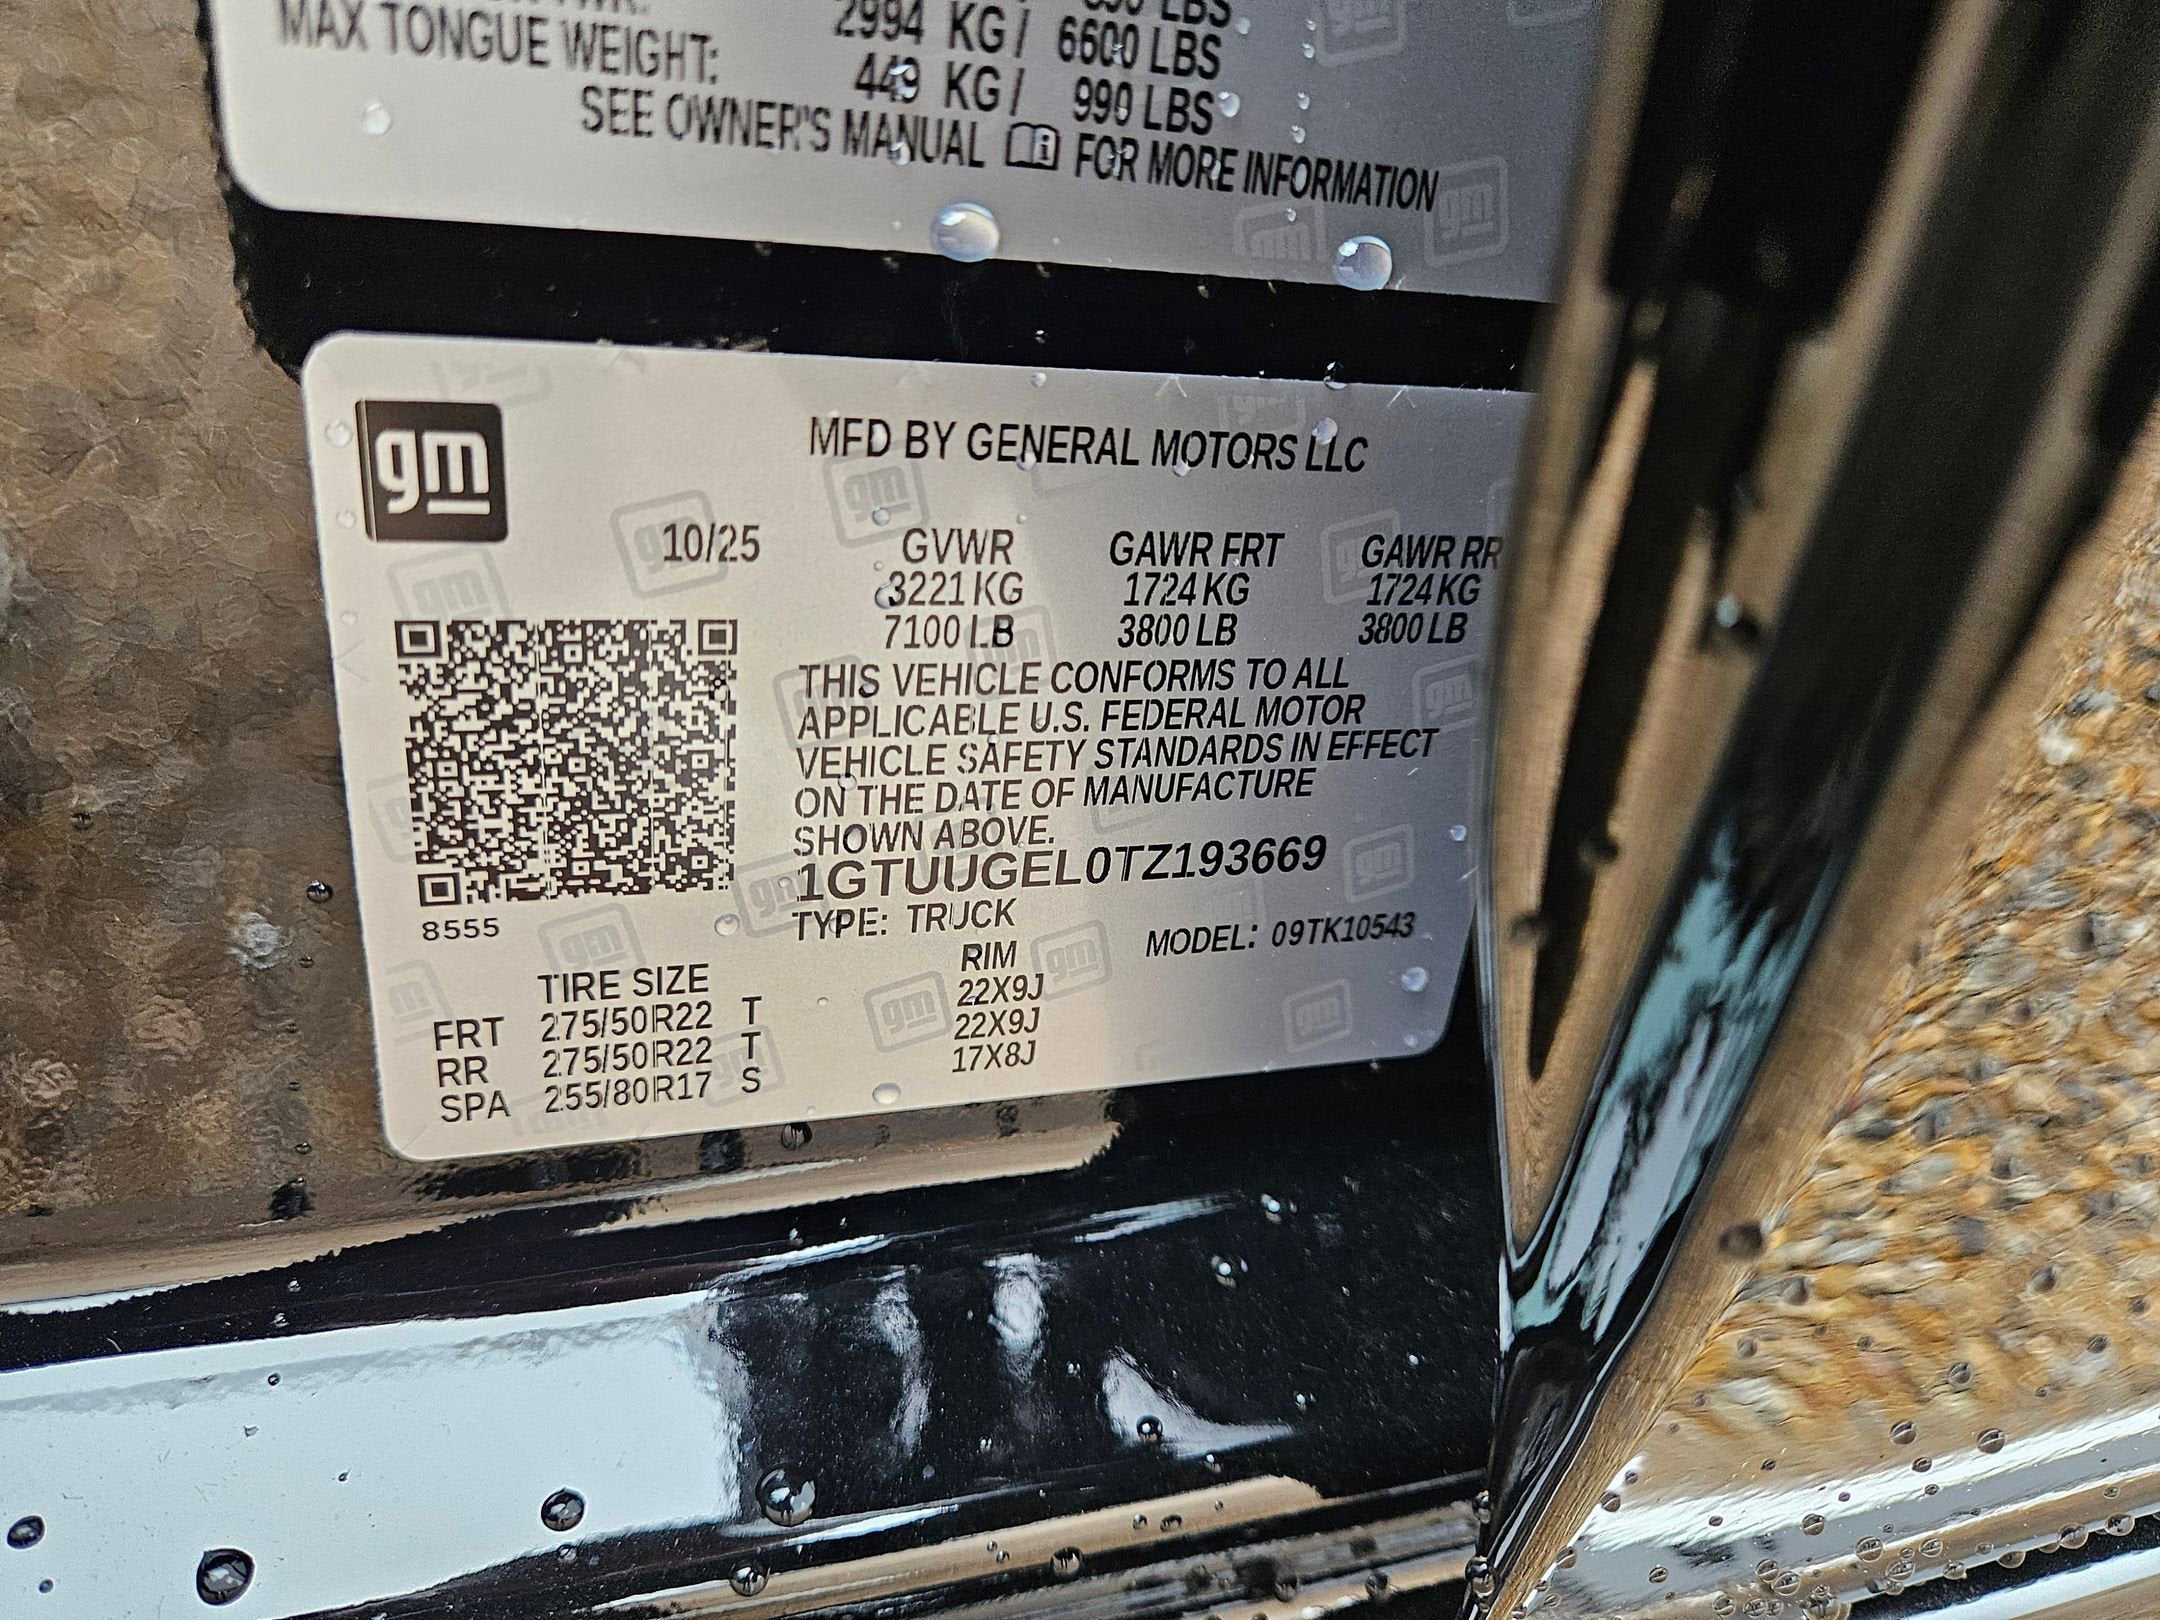 MAX TONGUE WEIGHT: 2994 KG / 6600 LBS
449 KG / 990 LBS
SEE OWNER'S MANUAL FOR MORE INFORMATION
gm
MFD BY GENERAL MOTORS LLC
10/25 GVWR GAWR FRT GAWR RR
3221 KG 1724 KG 1724 KG
7100 LB 3800 LB 3800 LB
THIS VEHICLE CONFORMS TO ALL
APPLICABLE U.S. FEDERAL MOTOR
VEHICLE SAFETY STANDARDS IN EFFECT
ON THE DATE OF MANUFACTURE
SHOWN ABOVE.
1GTUUGEL0TZ193669
8555
TYPE: TRUCK MODEL: 09TK10543
TIRE SIZE RIM
FRT 275/50R22 T 22X9J
RR 275/50R22 T 22X9J
SPA 255/80R17 S 17X8J